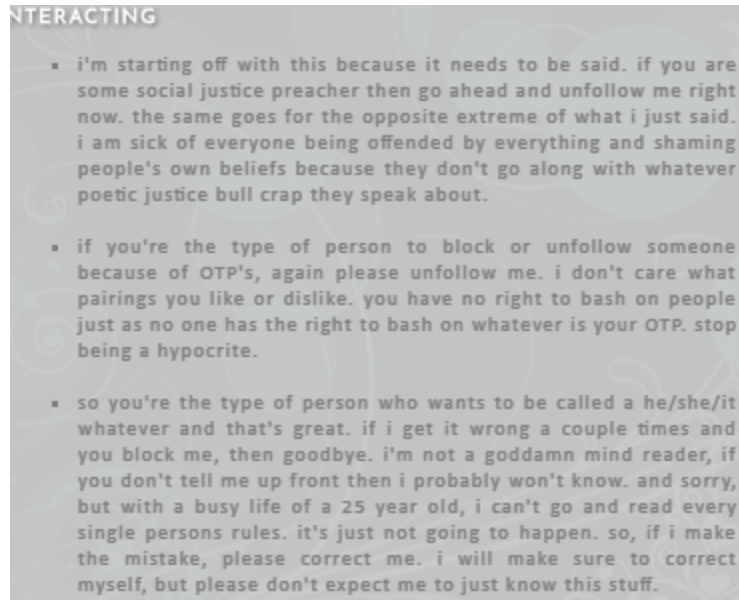 NTERACTING
▪ i'm starting off with this because it needs to be said. if you are
some social justice preacher then go ahead and unfollow me right
now. the same goes for the opposite extreme of what i just said.
i am sick of everyone being offended by everything and shaming
people's own beliefs because they don't go along with whatever
poetic justice bull crap they speak about.
▪ if you're the type of person to block or unfollow someone
because of OTP's, again please unfollow me. i don't care what
pairings you like or dislike. you have no right to bash on people
just as no one has the right to bash on whatever is your OTP. stop
being a hypocrite.
▪ so you're the type of person who wants to be called a he/she/it
whatever and that's great. if i get it wrong a couple times and
you block me, then goodbye. i'm not a goddamn mind reader, if
you don't tell me up front then i probably won't know. and sorry,
but with a busy life of a 25 year old, i can't go and read every
single persons rules. it's just not going to happen. so, if i make
the mistake, please correct me. i will make sure to correct
myself, but please don't expect me to just know this stuff.